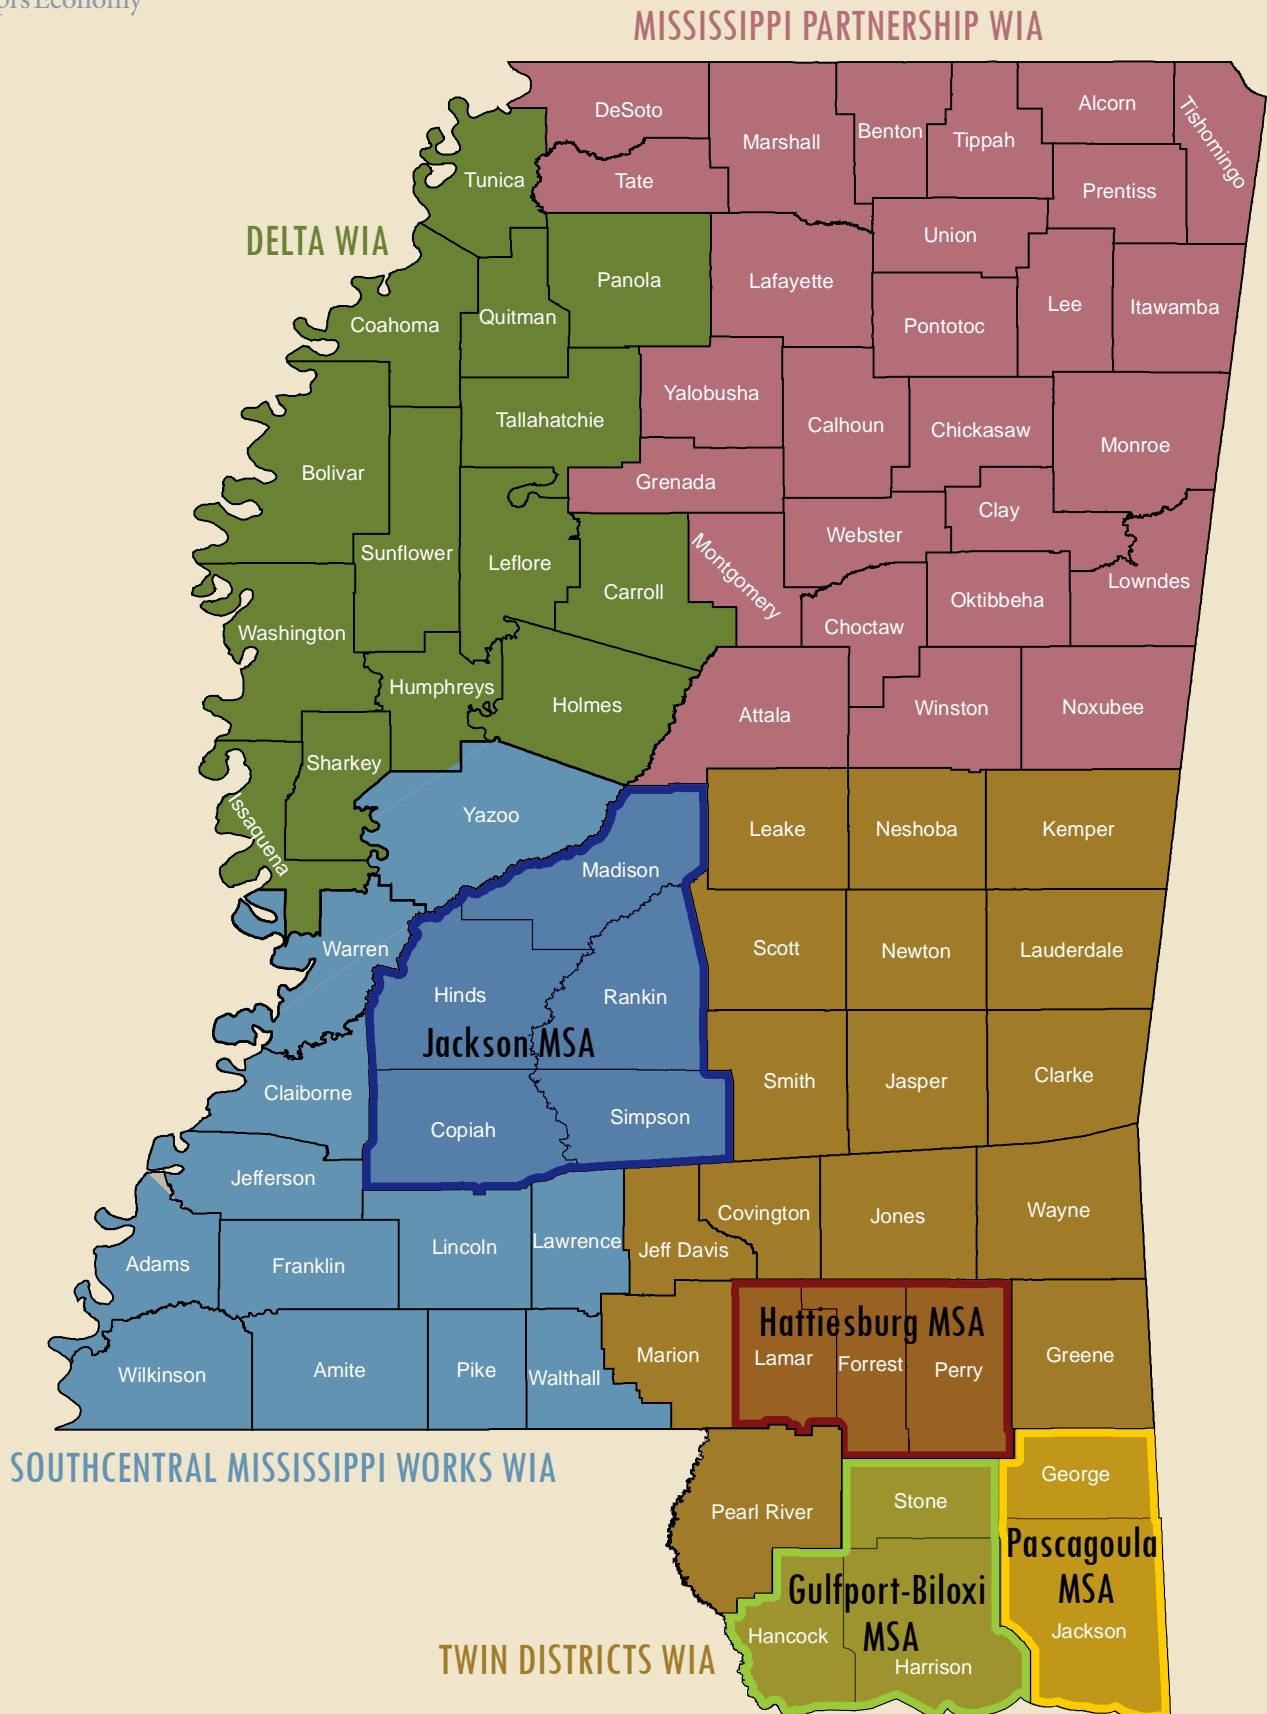 MISSISSIPPI PARTNERSHIP WIA
DeSoto
Marshall
Benton
Tippah
Alcorn
Tishomingo
Tunica
Tate
Prentiss
DELTA WIA
Union
Panola
Lafayette
Coahoma
Quitman
Pontotoc
Lee
Itawamba
Yalobusha
Tallahatchie
Calhoun
Chickasaw
Monroe
Bolivar
Grenada
Clay
Sunflower
Leflore
Webster
Montgomery
Carroll
Lowndes
Oktibbeha
Washington
Choctaw
Humphreys
Holmes
Attala
Winston
Noxubee
Sharkey
Issaquena
Yazoo
Leake
Neshoba
Kemper
Madison
Warren
Scott
Newton
Lauderdale
Hinds
Rankin
Jackson MSA
Claiborne
Smith
Jasper
Clarke
Copiah
Simpson
Jefferson
Covington
Jones
Wayne
Adams
Franklin
Lincoln
Lawrence
Jeff Davis
Hattiesburg MSA
Wilkinson
Amite
Pike
Walthall
Marion
Lamar
Forrest
Perry
Greene
SOUTHCENTRAL MISSISSIPPI WORKS WIA
George
Pearl River
Stone
Pascagoula
MSA
Gulfport-Biloxi
MSA
Hancock
Jackson
TWIN DISTRICTS WIA
Harrison